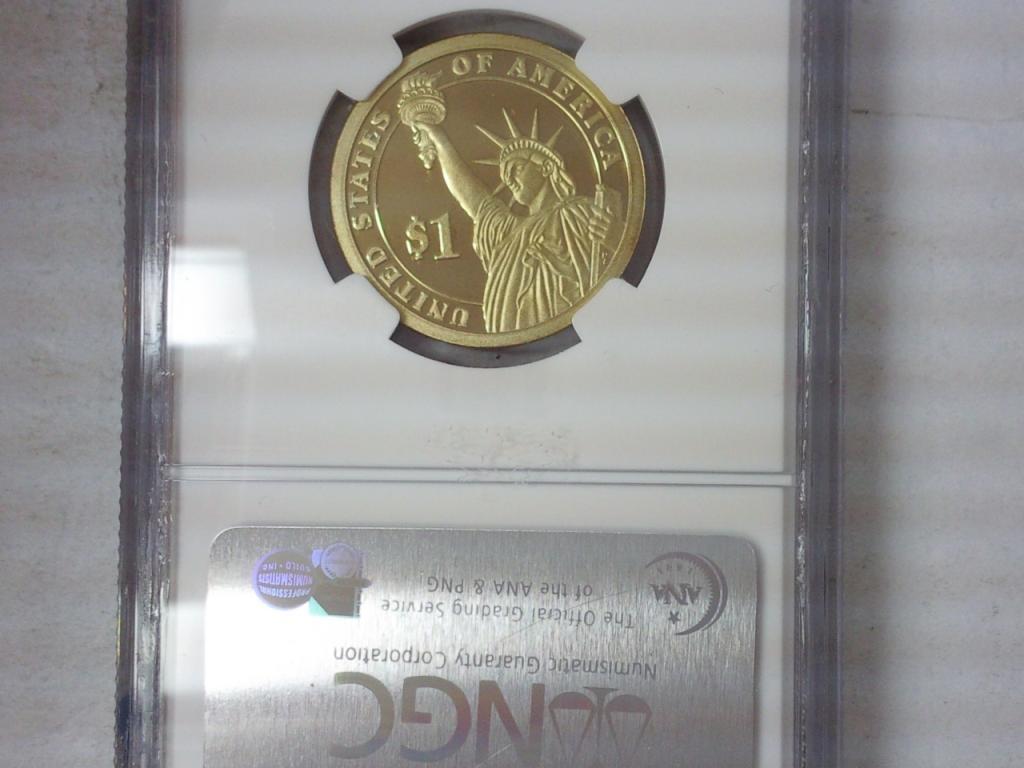 UNITED STATES OF AMERICA
$1
NGC
Numismatic Guaranty Corporation
The Official Grading Service
of the ANA & PNG
ANA
PROFESSIONAL
NUMISMATISTS
GUILD • INC